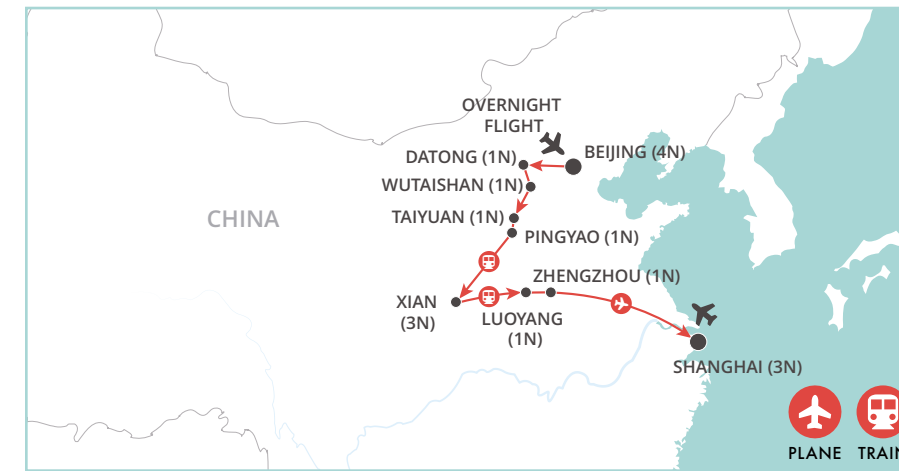 OVERNIGHT
FLIGHT
BEIJING (4N)
DATONG (1N)
WUTAISHAN (1N)
TAIYUAN (1N)
CHINA
PINGYAO (1N)
ZHENGZHOU (1N)
XIAN
(3N)
LUOYANG
(1N)
SHANGHAI (3N)
PLANE
TRAIN